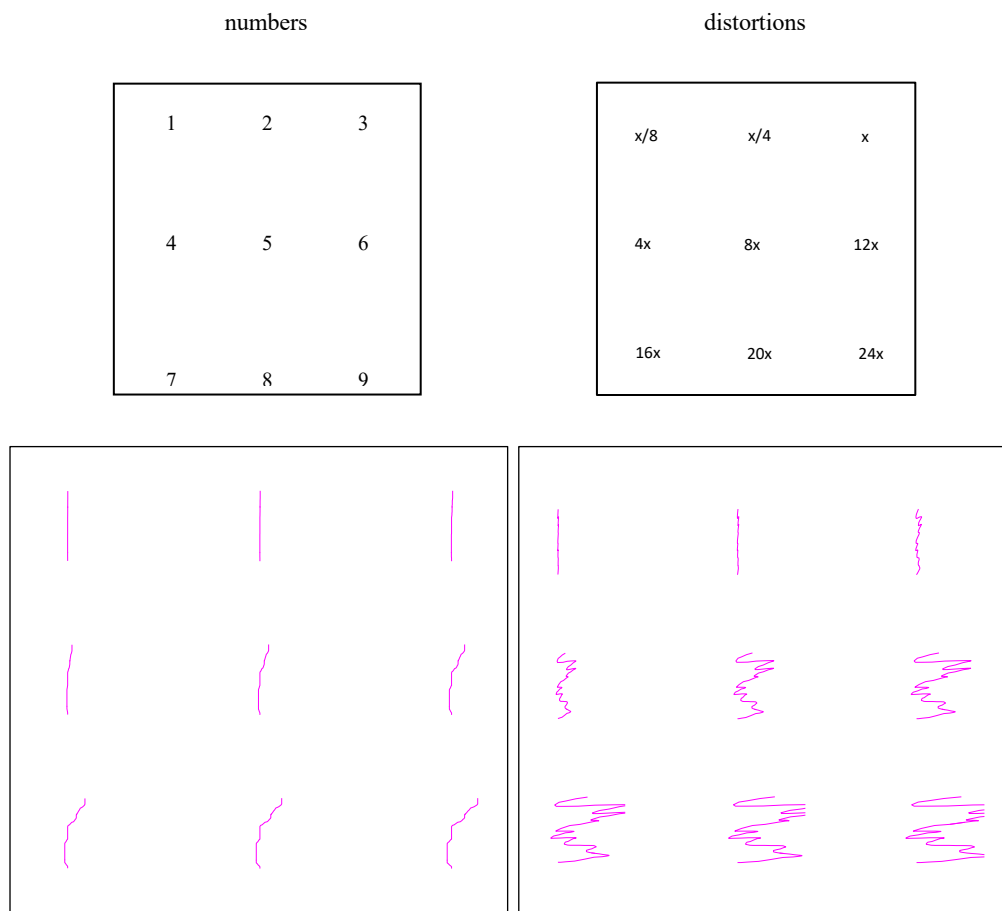 numbers distortions
1 2 3
x/8 x/4 x
4 5 6
4x 8x 12x
7 8 9
16x 20x 24x